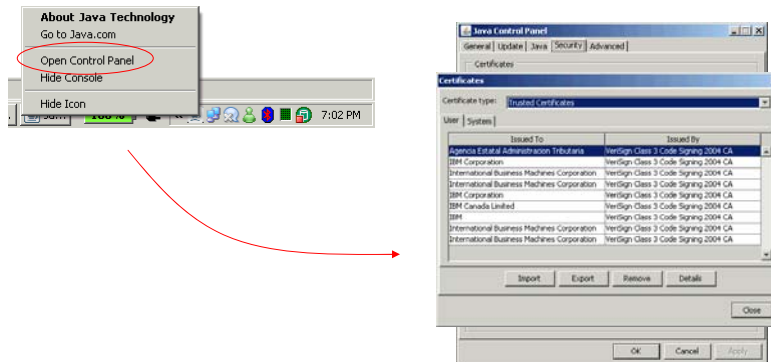 About Java Technology
Go to Java.com
Open Control Panel
Hide Console
Hide Icon
100%
7:02 PM
Java Control Panel
General Update Java Security Advanced
Certificates
Certificates
Certificate type: Trusted Certificates
User System
Issued To Issued By
Agencia Estatal Administracion Tributaria VeriSign Class 3 Code Signing 2004 CA
IBM Corporation VeriSign Class 3 Code Signing 2004 CA
International Business Machines Corporation VeriSign Class 3 Code Signing 2004 CA
International Business Machines Corporation VeriSign Class 3 Code Signing 2004 CA
IBM Corporation VeriSign Class 3 Code Signing 2004 CA
IBM Canada Limited VeriSign Class 3 Code Signing 2004 CA
IBM VeriSign Class 3 Code Signing 2004 CA
International Business Machines Corporation VeriSign Class 3 Code Signing 2004 CA
International Business Machines Corporation VeriSign Class 3 Code Signing 2004 CA
Import Export Remove Details
Close
OK Cancel Apply